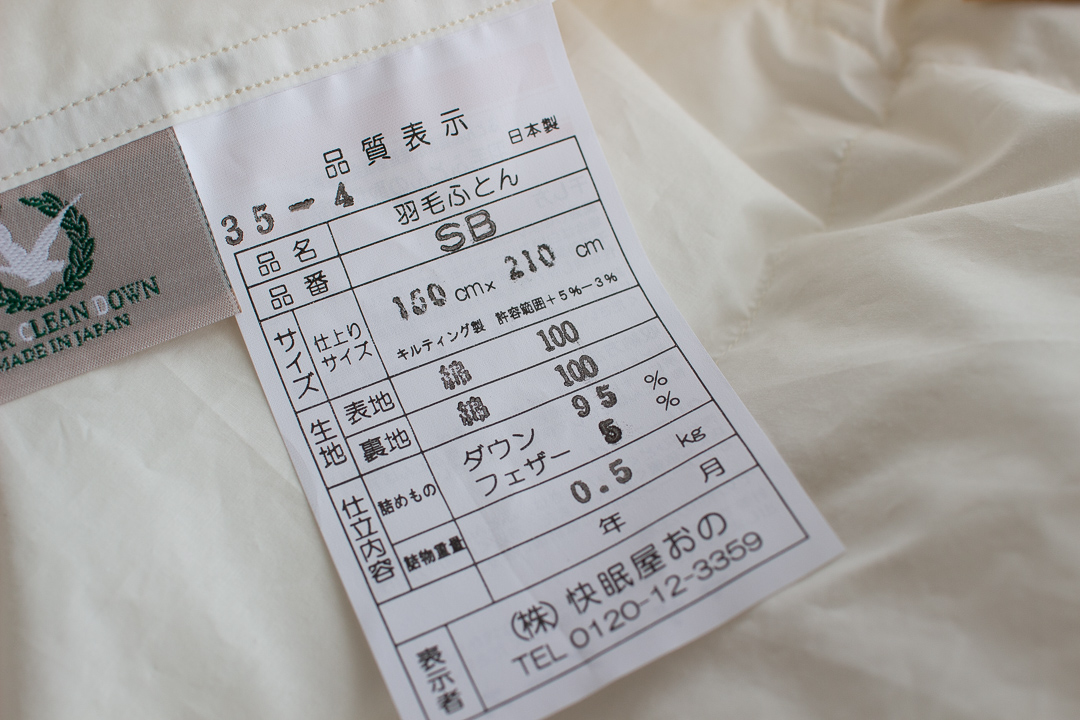 品質表示
日本製
35-4
品名 羽毛ふとん
品番 SB
サイズ 仕上りサイズ 150 cm× 210 cm
キルティング製 許容範囲+5%-3%
生地 表地 綿 100
裏地 綿 100
仕立内容 詰めもの ダウン 95 %
フェザー 5 %
詰物重量 0.5 kg
年 月
表示者 (株)快眠屋おの
TEL 0120-12-3359
CLEAN DOWN
MADE IN JAPAN